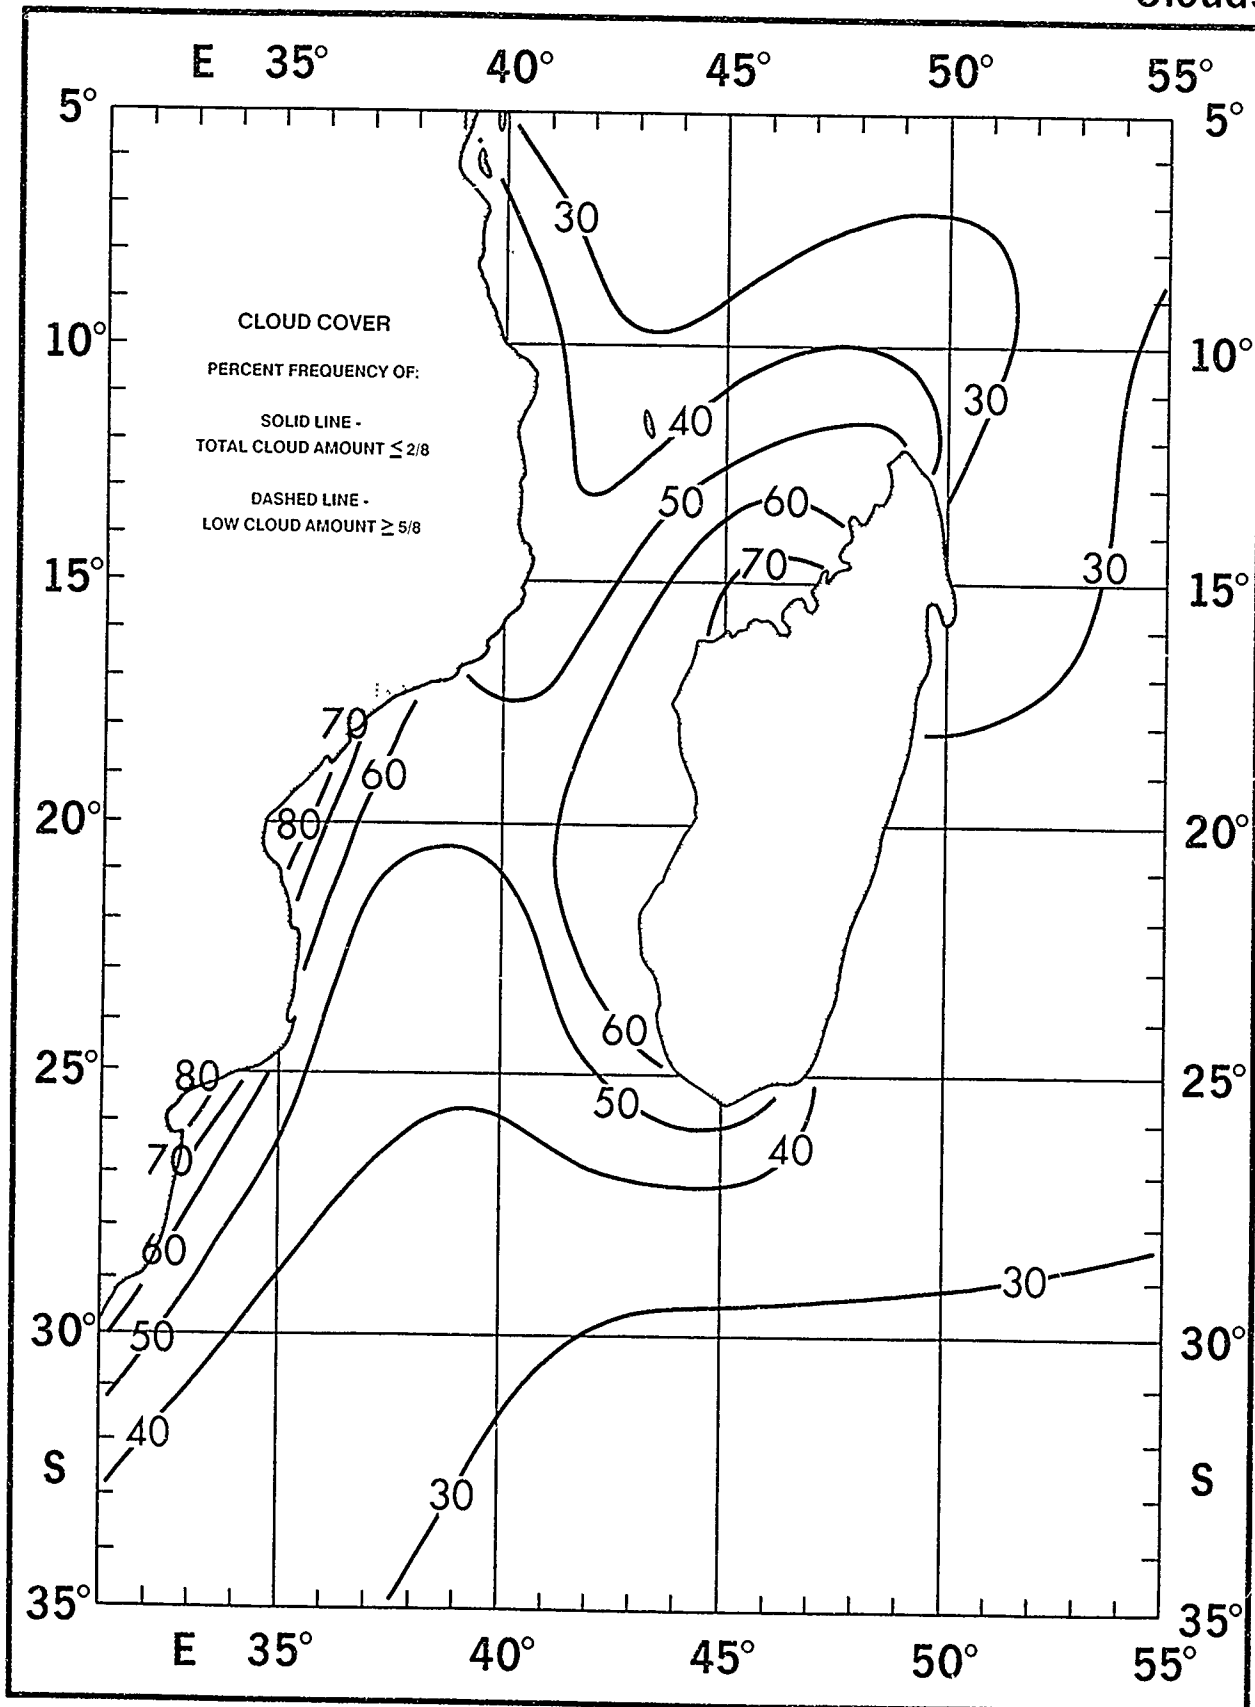 Clouds
E 35° 40° 45° 50° 55°
5° 5°
30
CLOUD COVER
10° 10°
PERCENT FREQUENCY OF:
30
SOLID LINE -
40
TOTAL CLOUD AMOUNT ≤ 2/8
DASHED LINE -
50 60
LOW CLOUD AMOUNT ≥ 5/8
70 30
15° 15°
70
60
80
20° 20°
60
80
25° 25°
50
70 40
60
30
50
30° 30°
40
S S
30
35° 35°
E 35° 40° 45° 50° 55°